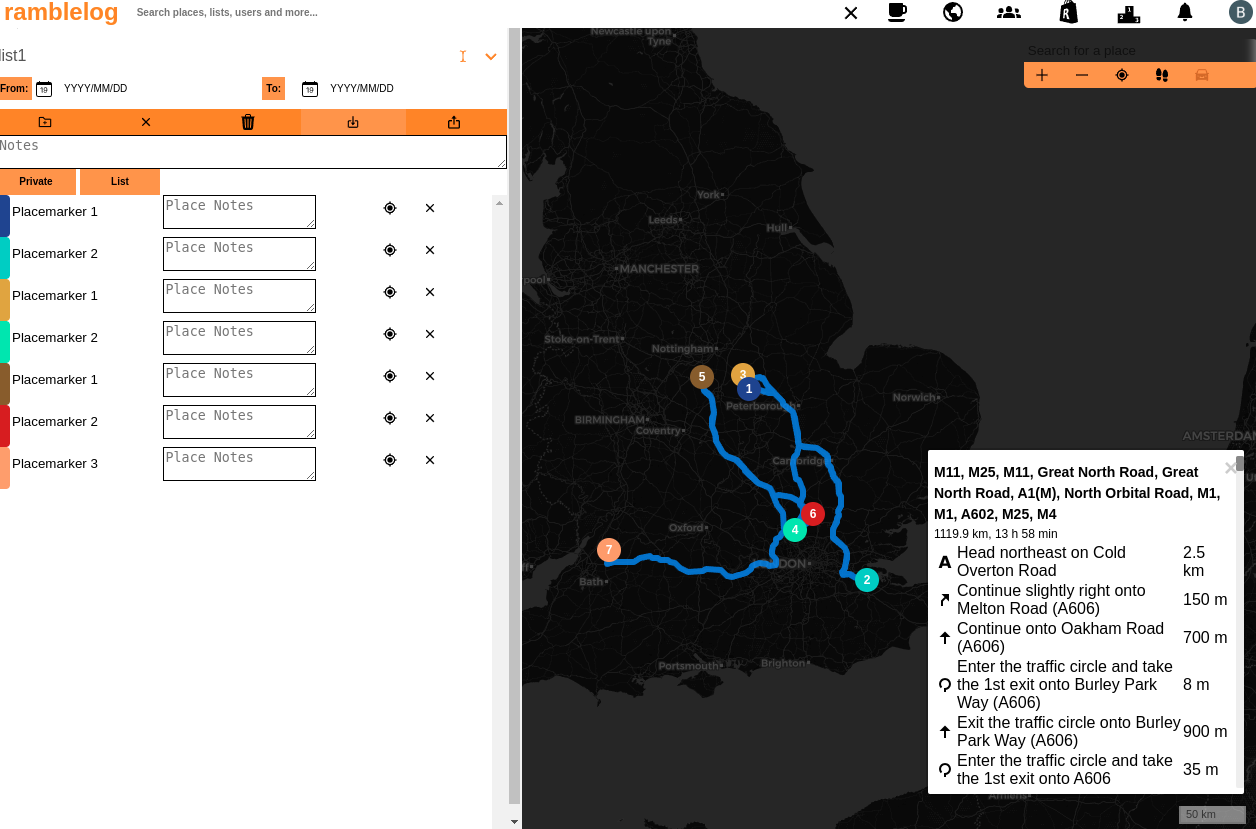 ramblelog
Search places, lists, users and more...
B
list1
From:
19
YYYY/MM/DD
To:
19
YYYY/MM/DD
Notes
Private
List
Placemarker 1
Place Notes
Placemarker 2
Place Notes
Placemarker 1
Place Notes
Placemarker 2
Place Notes
Placemarker 1
Place Notes
Placemarker 2
Place Notes
Placemarker 3
Place Notes
Search for a place
Newcastle upon
Tyne
York
Leeds
Hull
MANCHESTER
Stoke-on-Trent
Nottingham
5
3
1
Peterborough
Norwich
BIRMINGHAM
Coventry
AMSTERDAM
Cambridge
6
4
Oxford
7
LONDON
2
Bath
Portsmouth
Brighton
M11, M25, M11, Great North Road, Great
North Road, A1(M), North Orbital Road, M1,
M1, A602, M25, M4
1119.9 km, 13 h 58 min
Head northeast on Cold
Overton Road
2.5
km
Continue slightly right onto
Melton Road (A606)
150 m
Continue onto Oakham Road
(A606)
700 m
Enter the traffic circle and take
the 1st exit onto Burley Park
Way (A606)
8 m
Exit the traffic circle onto Burley
Park Way (A606)
900 m
Enter the traffic circle and take
the 1st exit onto A606
35 m
Amiens
50 km